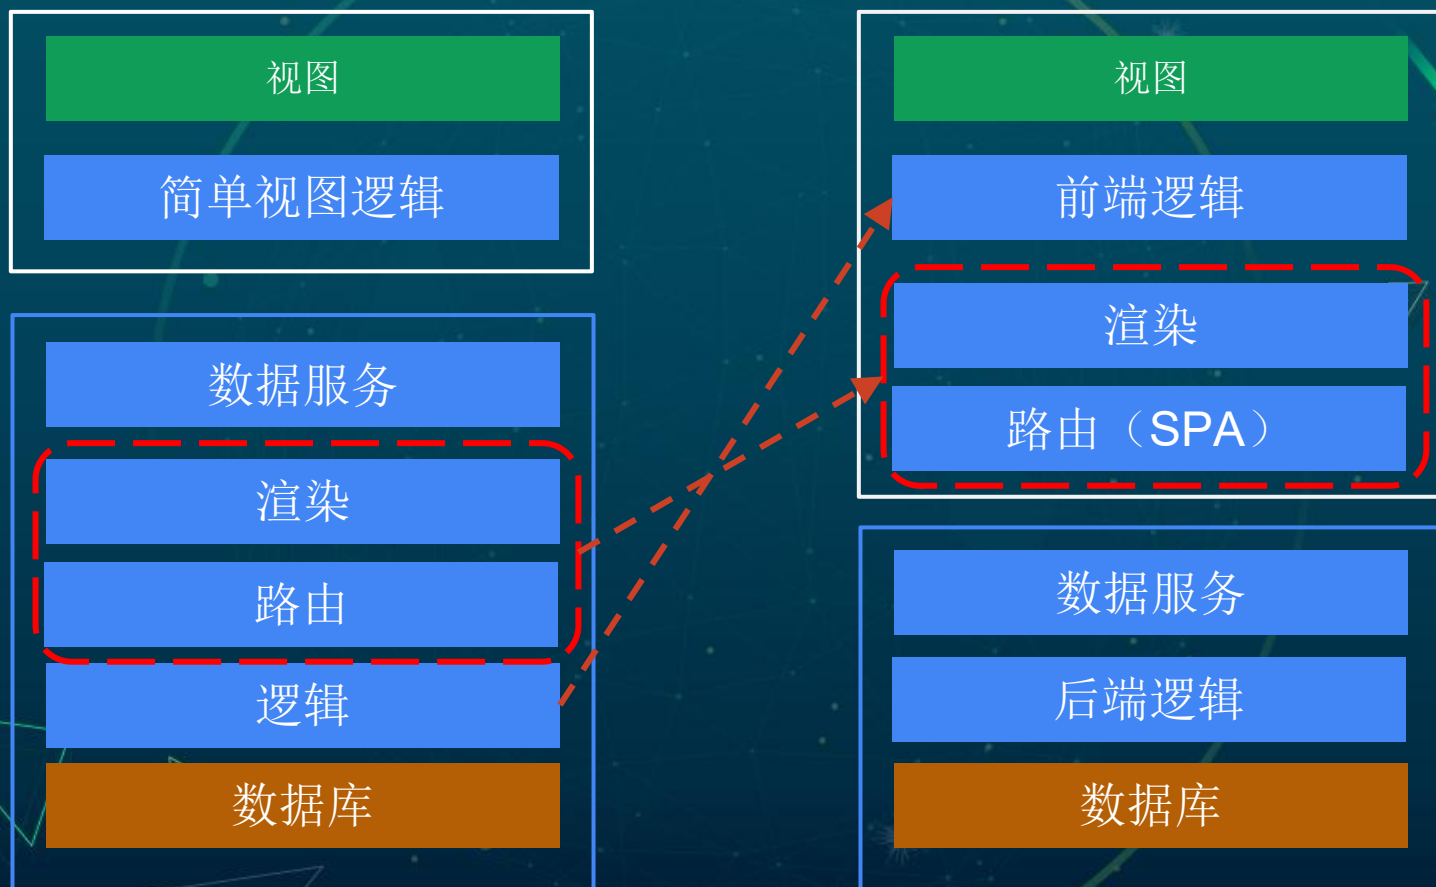 视图
简单视图逻辑
数据服务
渲染
路由
逻辑
数据库
视图
前端逻辑
渲染
路由（SPA）
数据服务
后端逻辑
数据库